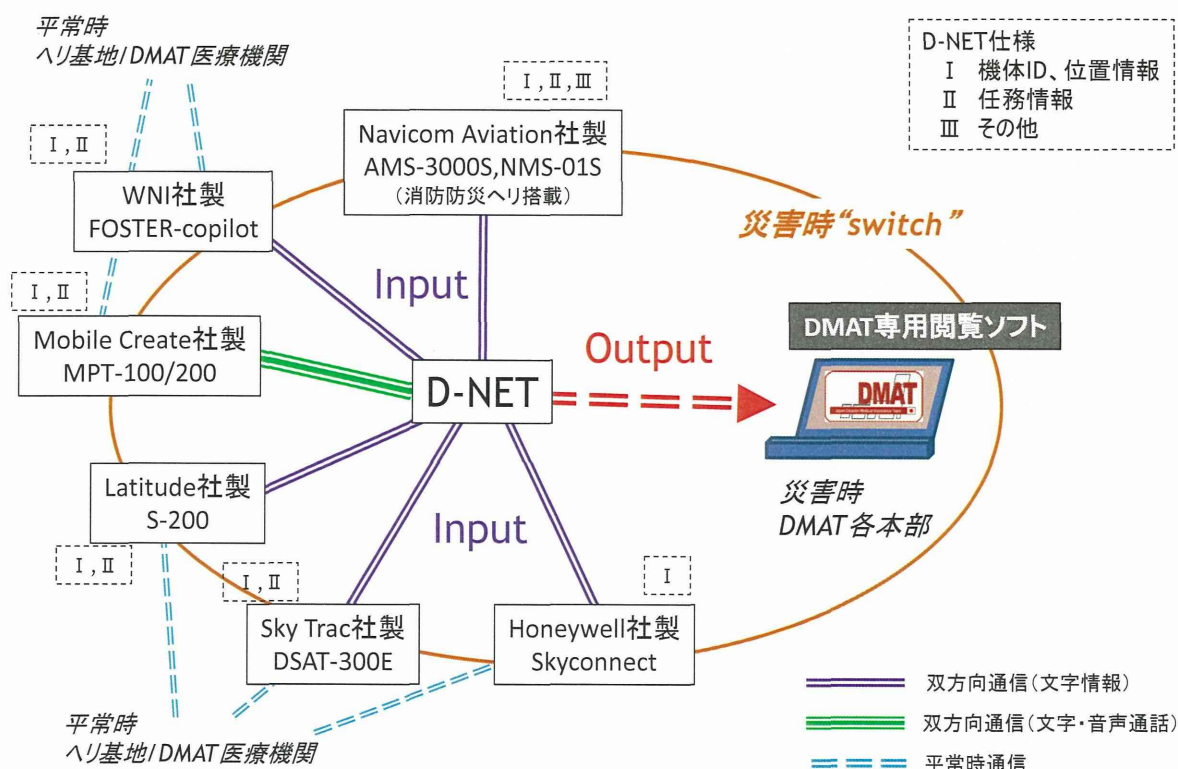 平常時
ヘリ基地/DMAT医療機関
D-NET仕様
Ⅰ 機体ID、位置情報
Ⅱ 任務情報
Ⅲ その他
Ⅰ,Ⅱ,Ⅲ
Navicom Aviation社製
AMS-3000S,NMS-01S
(消防防災ヘリ搭載)
Ⅰ,Ⅱ
WNI社製
FOSTER-copilot
災害時“switch”
Input
Ⅰ,Ⅱ
Mobile Create社製
MPT-100/200
DMAT専用閲覧ソフト
Output
D-NET
DMAT
災害時
DMAT各本部
Latitude社製
S-200
Ⅰ,Ⅱ
Input
Ⅰ,Ⅱ
Sky Trac社製
DSAT-300E
Ⅰ
Honeywell社製
Skyconnect
平常時
ヘリ基地/DMAT医療機関
双方向通信(文字情報)
双方向通信(文字・音声通話)
平常時通信